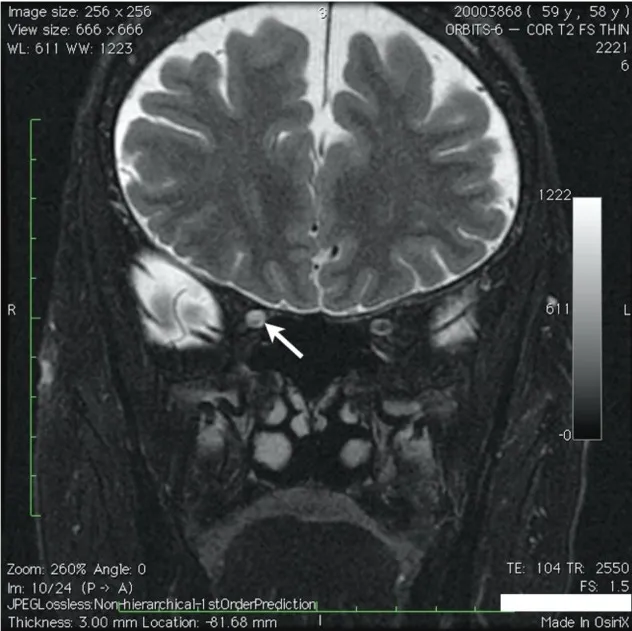 Image size: 256 x 256
View size: 666 x 666
WL: 611 WW: 1223
6
20003868 ( 59 y , 58 y )
ORBITS-6 — COR T2 FS THIN
2221
6
1222
611
-0
R
L
Zoom: 260% Angle: 0
Im: 10/24 (P -> A)
JPEGLossless:Non-hierarchical-1stOrderPrediction
Thickness: 3.00 mm Location: -81.68 mm
TE: 104 TR: 2550
FS: 1.5
I
Made In OsiriX